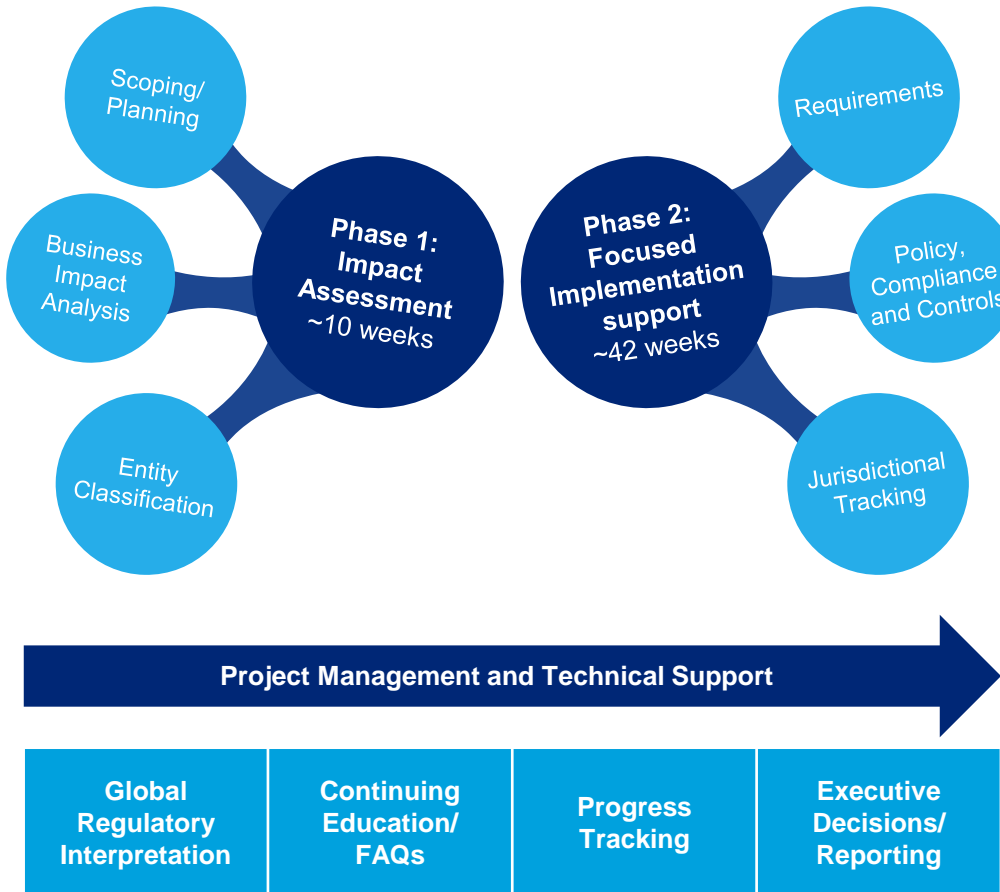 Scoping/
Planning
Business
Impact
Analysis
Entity
Classification
Phase 1:
Impact
Assessment
~10 weeks
Phase 2:
Focused
Implementation
support
~42 weeks
Requirements
Policy,
Compliance
and Controls
Jurisdictional
Tracking
Project Management and Technical Support
Global
Regulatory
Interpretation
Continuing
Education/
FAQs
Progress
Tracking
Executive
Decisions/
Reporting